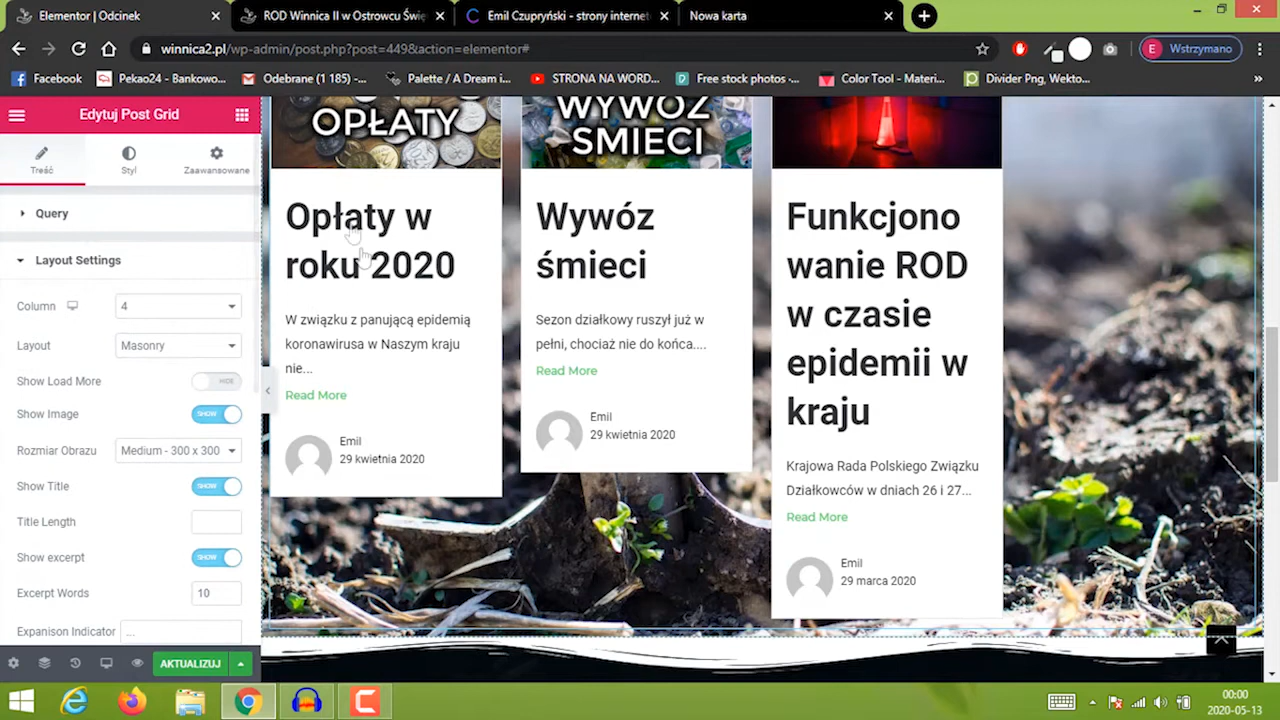 Elementor | Odcinek
ROD Winnica II w Ostrowcu Świę
Emil Czupryński - strony internet
Nowa karta
winnica2.pl/wp-admin/post.php?post=449&action=elementor#
E Wstrzymano
Facebook
Pekao24 - Bankowo...
Odebrane (1 185) -...
Palette / A Dream i...
STRONA NA WORD...
Free stock photos -...
Color Tool - Materi...
Divider Png, Wekto...
»
Edytuj Post Grid
Treść
Styl
Zaawansowane
Query
Layout Settings
Column
4
Layout
Masonry
Show Load More
HIDE
Show Image
SHOW
Rozmiar Obrazu
Medium - 300 x 300
Show Title
SHOW
Title Length
Show excerpt
SHOW
Excerpt Words
10
Expanison Indicator
...
AKTUALIZUJ
OPŁATY
Opłaty w
roku 2020
W związku z panującą epidemią
koronawirusa w Naszym kraju
nie...
Read More
Emil
29 kwietnia 2020
WYWÓZ
ŚMIECI
Wywóz
śmieci
Sezon działkowy ruszył już w
pełni, chociaż nie do końca....
Read More
Emil
29 kwietnia 2020
Funkcjono
wanie ROD
w czasie
epidemii w
kraju
Krajowa Rada Polskiego Związku
Działkowców w dniach 26 i 27...
Read More
Emil
29 marca 2020
00:00
2020-05-13